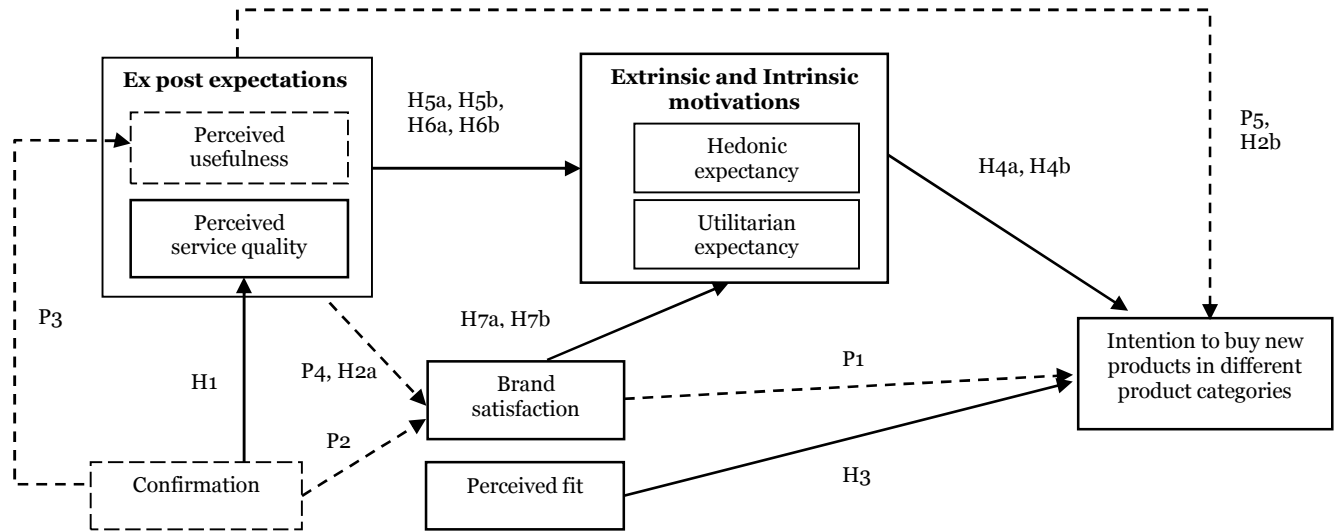 Ex post expectations
Perceived
usefulness
Perceived
service quality
H5a, H5b,
H6a, H6b
Extrinsic and Intrinsic
motivations
Hedonic
expectancy
Utilitarian
expectancy
P5,
H2b
H4a, H4b
P3
H1
P4, H2a
P2
H7a, H7b
Brand
satisfaction
P1
Intention to buy new
products in different
product categories
Confirmation
Perceived fit
H3